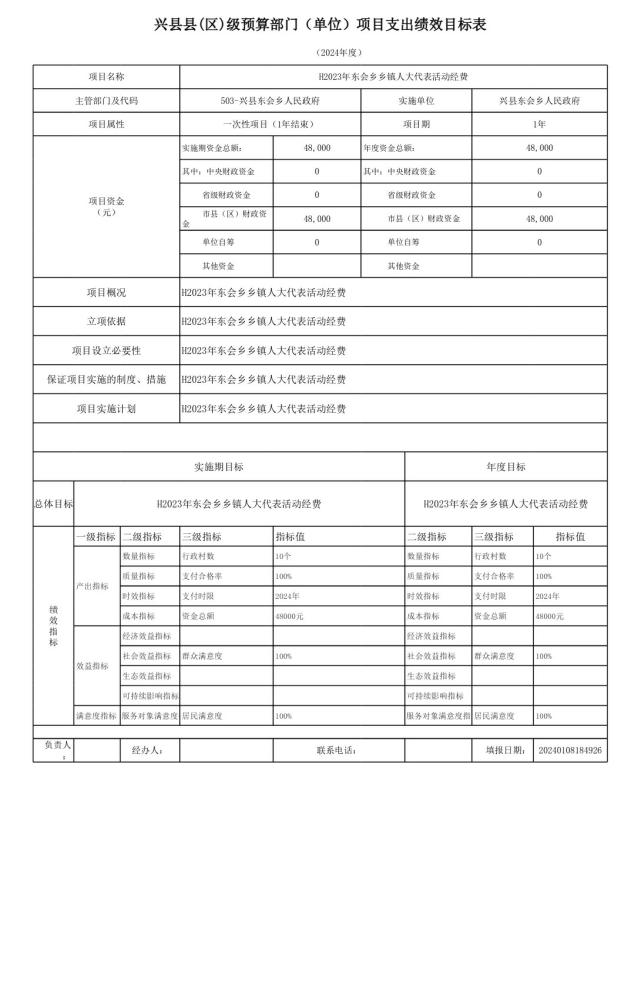 兴县县(区)级预算部门（单位）项目支出绩效目标表
（2024年度）
项目名称 H2023年东会乡乡镇人大代表活动经费
主管部门及代码 503-兴县东会乡人民政府 实施单位 兴县东会乡人民政府
项目属性 一次性项目（1年结束） 项目期 1年
项目资金
（元）
实施期资金总额： 48,000 年度资金总额： 48,000
其中：中央财政资金 0 其中：中央财政资金 0
省级财政资金 0 省级财政资金 0
市县（区）财政资
金 48,000 市县（区）财政资金 48,000
单位自筹 0 单位自筹 0
其他资金 其他资金
项目概况 H2023年东会乡乡镇人大代表活动经费
立项依据 H2023年东会乡乡镇人大代表活动经费
项目设立必要性 H2023年东会乡乡镇人大代表活动经费
保证项目实施的制度、措施 H2023年东会乡乡镇人大代表活动经费
项目实施计划 H2023年东会乡乡镇人大代表活动经费
实施期目标 年度目标
总体目标 H2023年东会乡乡镇人大代表活动经费 H2023年东会乡乡镇人大代表活动经费
绩效指标
一级指标 二级指标 三级指标 指标值 二级指标 三级指标 指标值
产出指标
数量指标 行政村数 10个 数量指标 行政村数 10个
质量指标 支付合格率 100% 质量指标 支付合格率 100%
时效指标 支付时限 2024年 时效指标 支付时限 2024年
成本指标 资金总额 48000元 成本指标 资金总额 48000元
效益指标
经济效益指标 经济效益指标
社会效益指标 群众满意度 100% 社会效益指标 群众满意度 100%
生态效益指标 生态效益指标
可持续影响指标 可持续影响指标
满意度指标 服务对象满意度 居民满意度 100% 服务对象满意度指 居民满意度 100%
负责人
： 经办人： 联系电话： 填报日期： 20240108184926